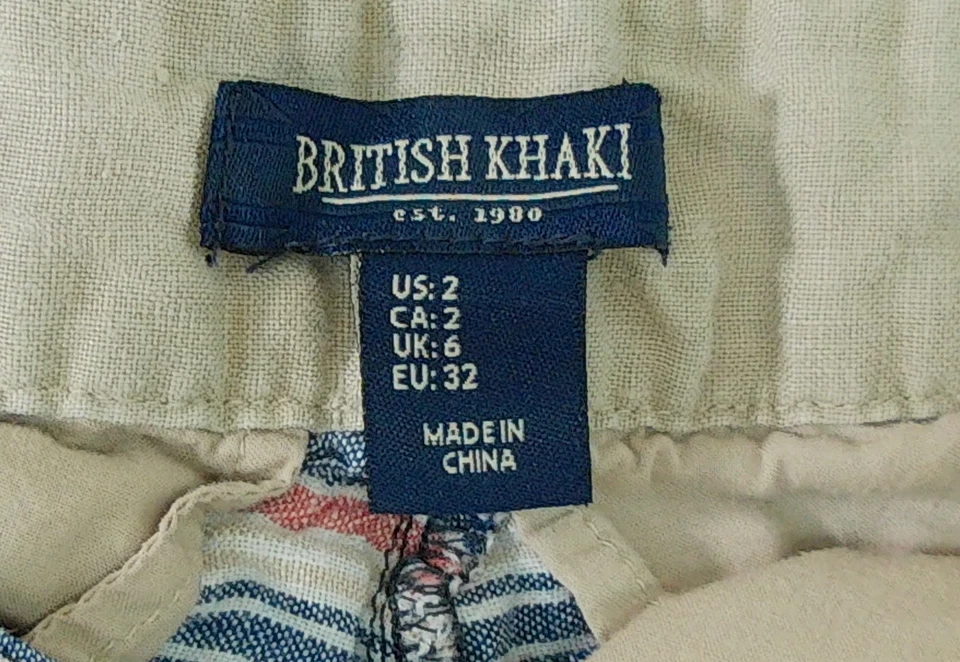 BRITISH KHAKI
est. 1980
US: 2
CA: 2
UK: 6
EU: 32
MADE IN
CHINA